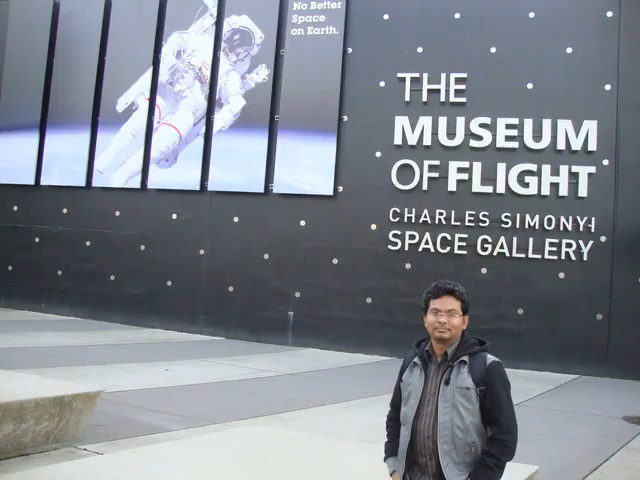 No Better
Space
on Earth.
THE
MUSEUM
OF FLIGHT
CHARLES SIMONYI
SPACE GALLERY